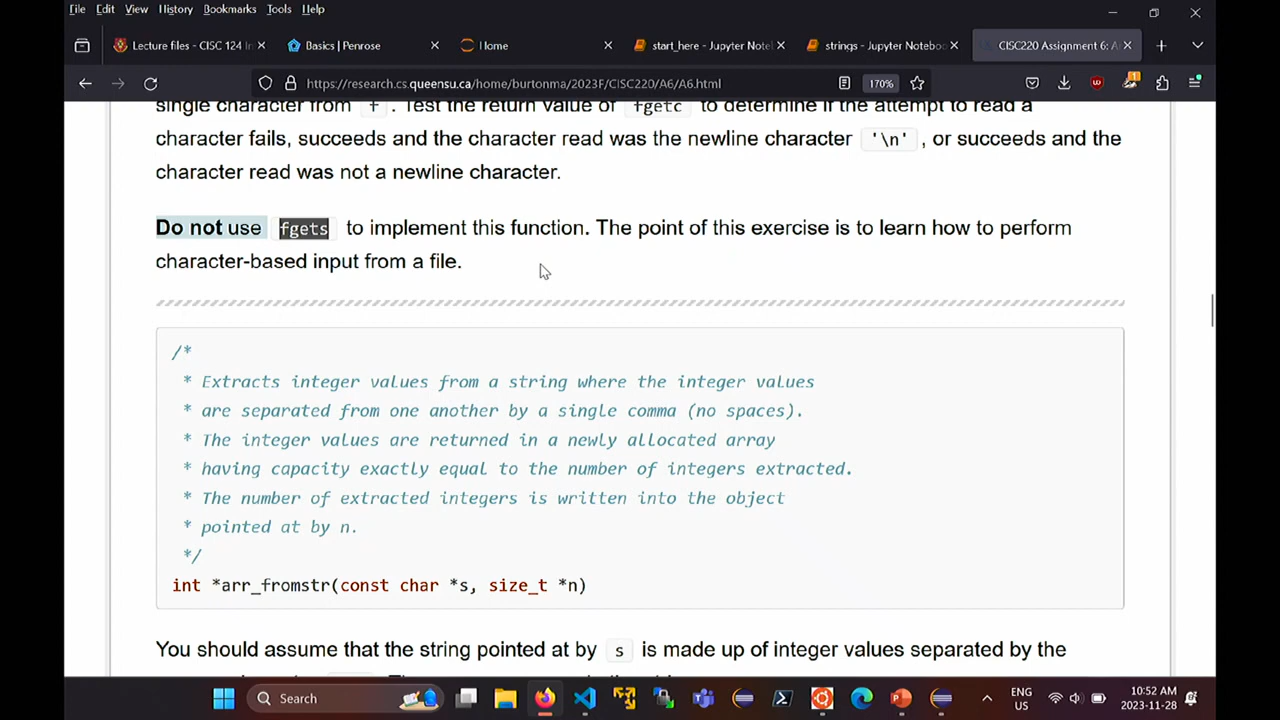 File Edit View History Bookmarks Tools Help
Lecture files - CISC 124 In
Basics | Penrose
Home
start_here - Jupyter Notel
strings - Jupyter Noteboo
CISC220 Assignment 6: A
https://research.cs.queensu.ca/home/burtonma/2023F/CISC220/A6/A6.html
170%
single character from f . Test the return value of fgetc to determine if the attempt to read a
character fails, succeeds and the character read was the newline character '\n' , or succeeds and the
character read was not a newline character.
Do not use fgets to implement this function. The point of this exercise is to learn how to perform
character-based input from a file.
/*
* Extracts integer values from a string where the integer values
* are separated from one another by a single comma (no spaces).
* The integer values are returned in a newly allocated array
* having capacity exactly equal to the number of integers extracted.
* The number of extracted integers is written into the object
* pointed at by n.
*/
int *arr_fromstr(const char *s, size_t *n)
You should assume that the string pointed at by s is made up of integer values separated by the
Search
ENG
US
10:52 AM
2023-11-28